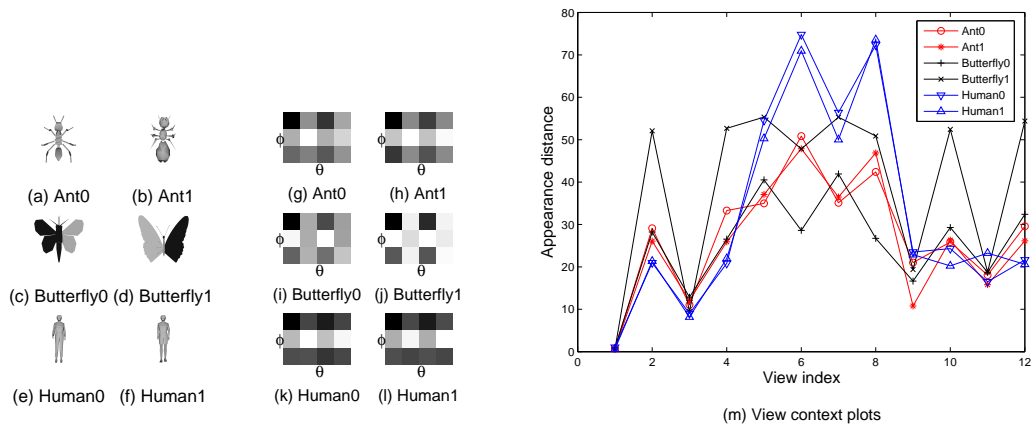 (a) Ant0
(b) Ant1
(c) Butterfly0
(d) Butterfly1
(e) Human0
(f) Human1
ϕ
θ
(g) Ant0
ϕ
θ
(h) Ant1
ϕ
θ
(i) Butterfly0
ϕ
θ
(j) Butterfly1
ϕ
θ
(k) Human0
ϕ
θ
(l) Human1
80
70
60
50
40
30
20
10
0
Appearance distance
Ant0
Ant1
Butterfly0
Butterfly1
Human0
Human1
0 2 4 6 8 10 12
View index
(m) View context plots